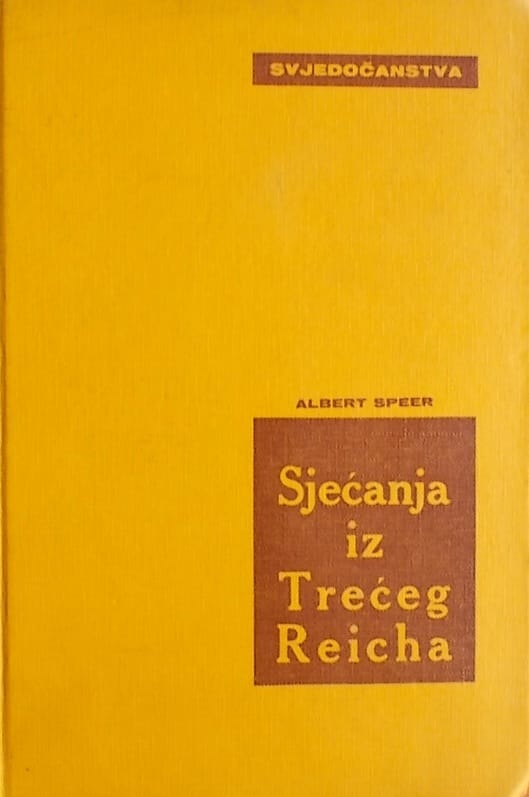 SVJEDOČANSTVA
ALBERT SPEER
Sjećanja
iz
Trećeg
Reicha